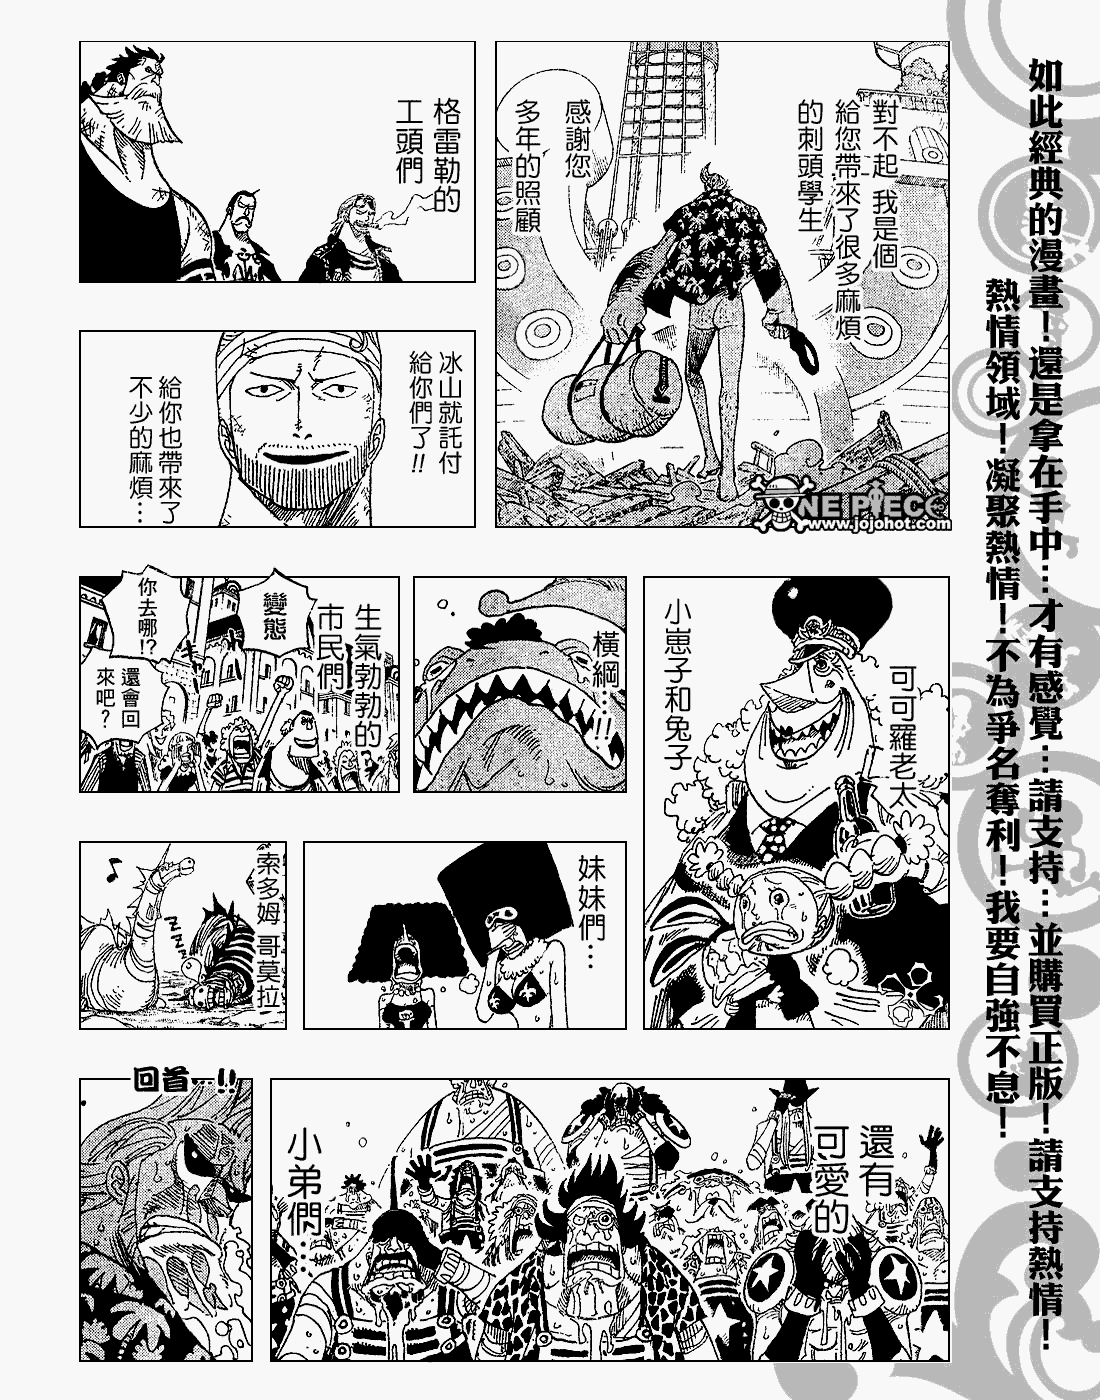 如此經典的漫畫！還是拿在手中…才有感覺…請支持…並購買正版！請支持熱情！
熱情領域！凝聚熱情！不為爭名奪利！我要自強不息！
對不起 我是個
給您帶來了很多麻煩
的刺頭學生
感謝您
多年的照顧
ONE PIECE
www.jojohot.com
格雷勒的
工頭們
冰山就託付
給你們了!!
給你也帶來了
不少的麻煩…
可可羅老太
小崽子和兔子
橫綱…!!
生氣勃勃的
市民們
變態
你去哪!?
還會回
來吧？
妹妹們…
索多姆 哥莫拉
還有
可愛的
小弟們…
回首…!!